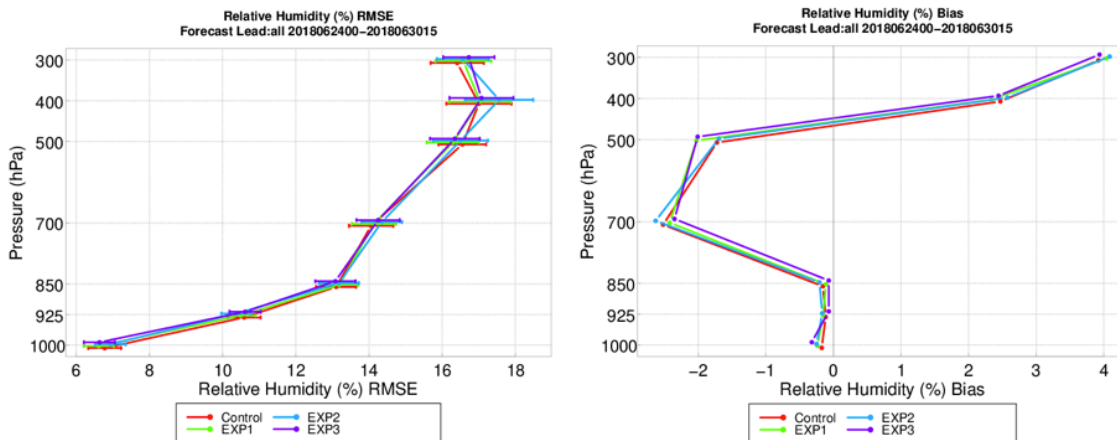 Relative Humidity (%) RMSE
Forecast Lead:all 2018062400−2018063015
Pressure (hPa)
300
400
500
700
850
925
1000
6 8 10 12 14 16 18
Relative Humidity (%) RMSE
Control EXP2
EXP1 EXP3
Relative Humidity (%) Bias
Forecast Lead:all 2018062400−2018063015
Pressure (hPa)
300
400
500
700
850
925
1000
−2 −1 0 1 2 3 4
Relative Humidity (%) Bias
Control EXP2
EXP1 EXP3